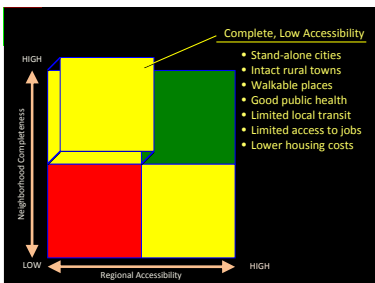 Complete, Low Accessibility
• Stand-alone cities
• Intact rural towns
• Walkable places
• Good public health
• Limited local transit
• Limited access to jobs
• Lower housing costs
HIGH
Neighborhood Completeness
LOW
Regional Accessibility
HIGH